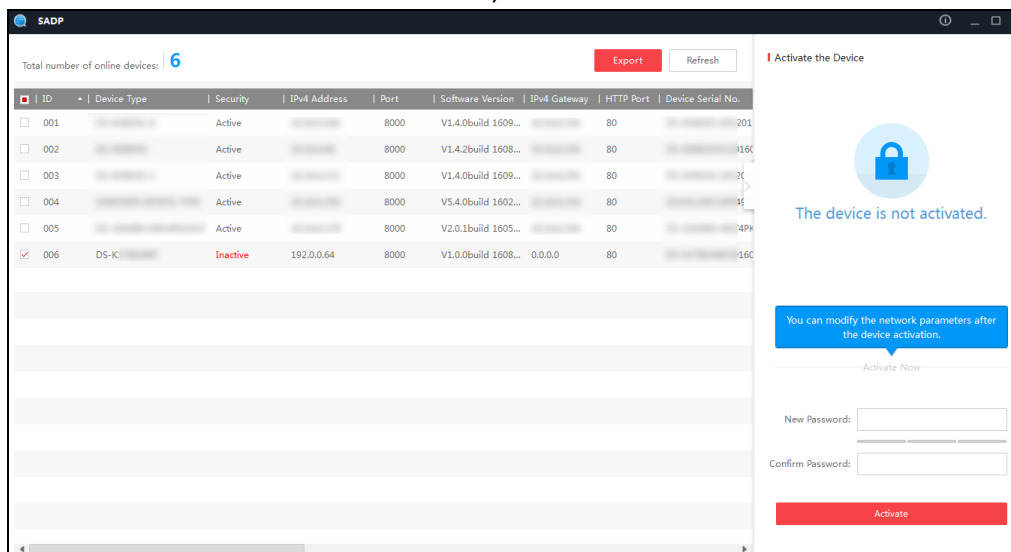 SADP
Total number of online devices: 6
Export
Refresh
ID | Device Type | Security | IPv4 Address | Port | Software Version | IPv4 Gateway | HTTP Port | Device Serial No.
001 Active 8000 V1.4.0build 1609... 80 201
002 Active 8000 V1.4.2build 1608... 80
003 Active 8000 V1.4.0build 1609... 80
004 Active 8000 V5.4.0build 1602... 80
005 Active 8000 V2.0.1build 1605... 80
006 DS-K Inactive 192.0.0.64 8000 V1.0.0build 1608... 0.0.0.0 80
Activate the Device
The device is not activated.
You can modify the network parameters after
the device activation.
Activate Now
New Password:
Confirm Password:
Activate